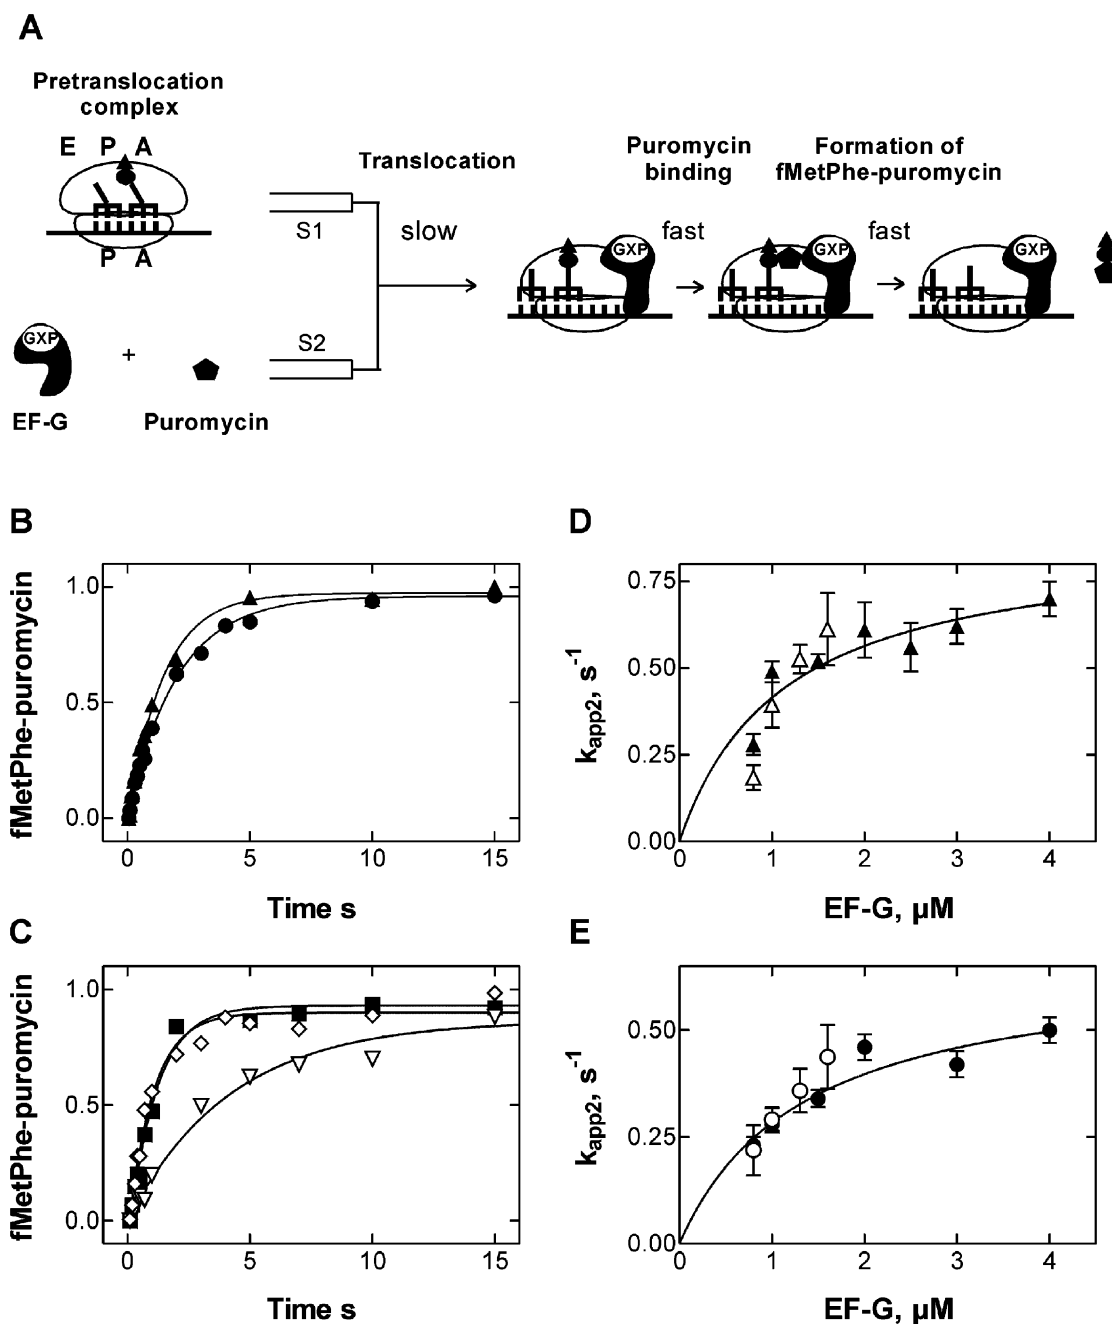 A
Pretranslocation
complex
E P A
P A
GXP
+
EF-G
Puromycin
S1
S2
Translocation
slow
Puromycin
binding
Formation of
fMetPhe-puromycin
fast
fast
GXP
GXP
GXP
B
fMetPhe-puromycin
1.0
0.5
0.0
0 5 10 15
Time s
D
kapp2, s-1
0.75
0.50
0.25
0.00
0 1 2 3 4
EF-G, µM
C
fMetPhe-puromycin
1.0
0.5
0.0
0 5 10 15
Time s
E
kapp2, s-1
0.50
0.25
0.00
0 1 2 3 4
EF-G, µM